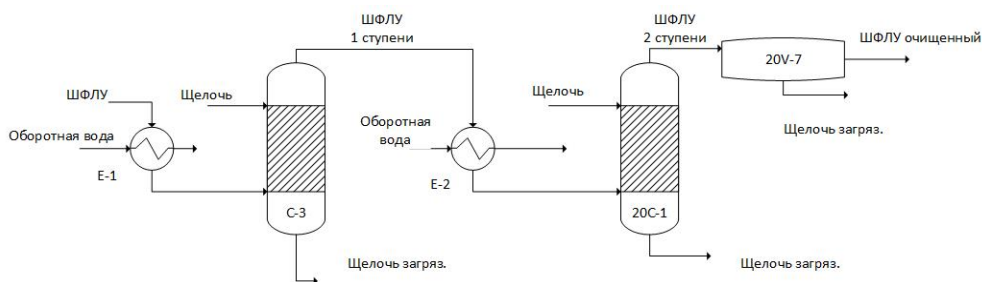 ШФЛУ
1 ступени
ШФЛУ
2 ступени
ШФЛУ очищенный
20V-7
ШФЛУ
Щелочь
Щелочь
Оборотная вода
Оборотная
вода
Щелочь загряз.
E-1
E-2
C-3
20C-1
Щелочь загряз.
Щелочь загряз.